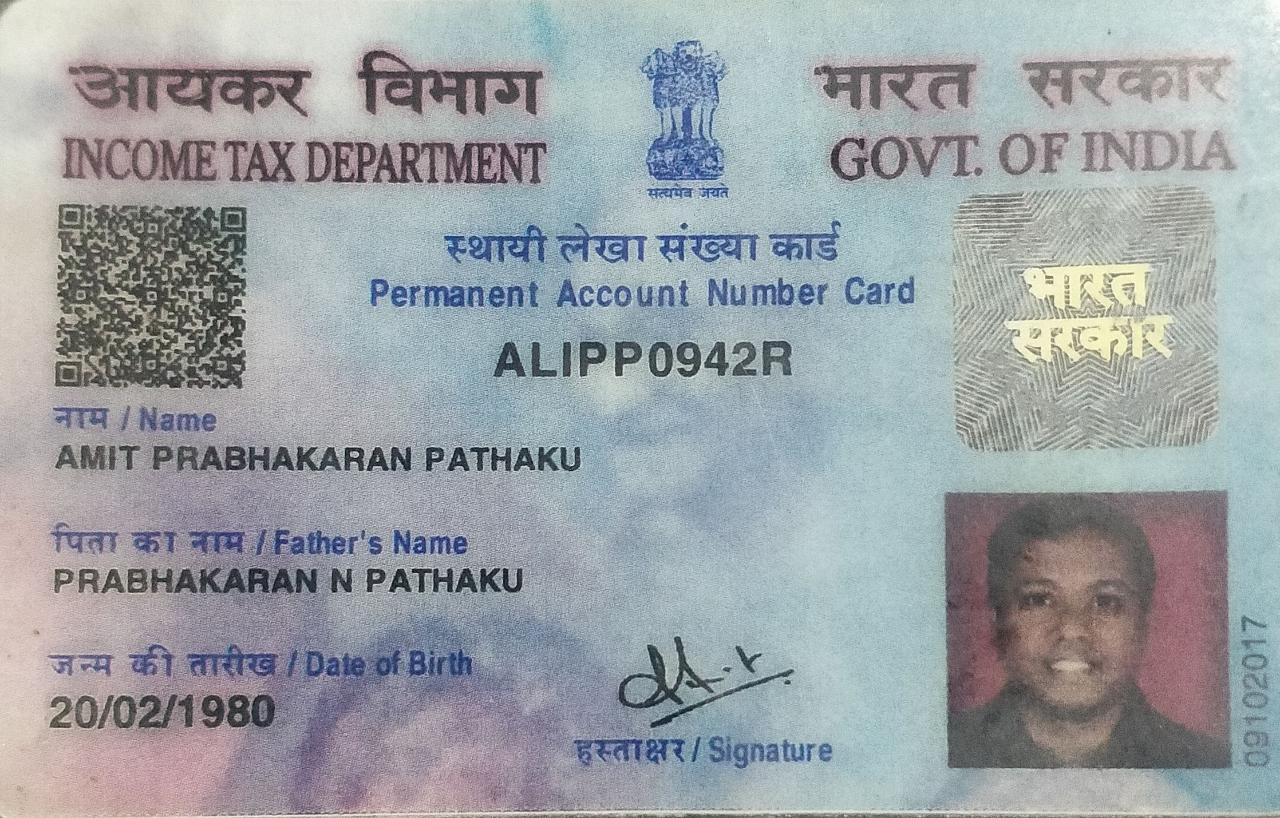 आयकर विभाग
INCOME TAX DEPARTMENT
सत्यमेव जयते
भारत सरकार
GOVT. OF INDIA
स्थायी लेखा संख्या कार्ड
Permanent Account Number Card
ALIPP0942R
भारत
सरकार
नाम / Name
AMIT PRABHAKARAN PATHAKU
पिता का नाम / Father's Name
PRABHAKARAN N PATHAKU
जन्म की तारीख / Date of Birth
20/02/1980
हस्ताक्षर / Signature
09102017